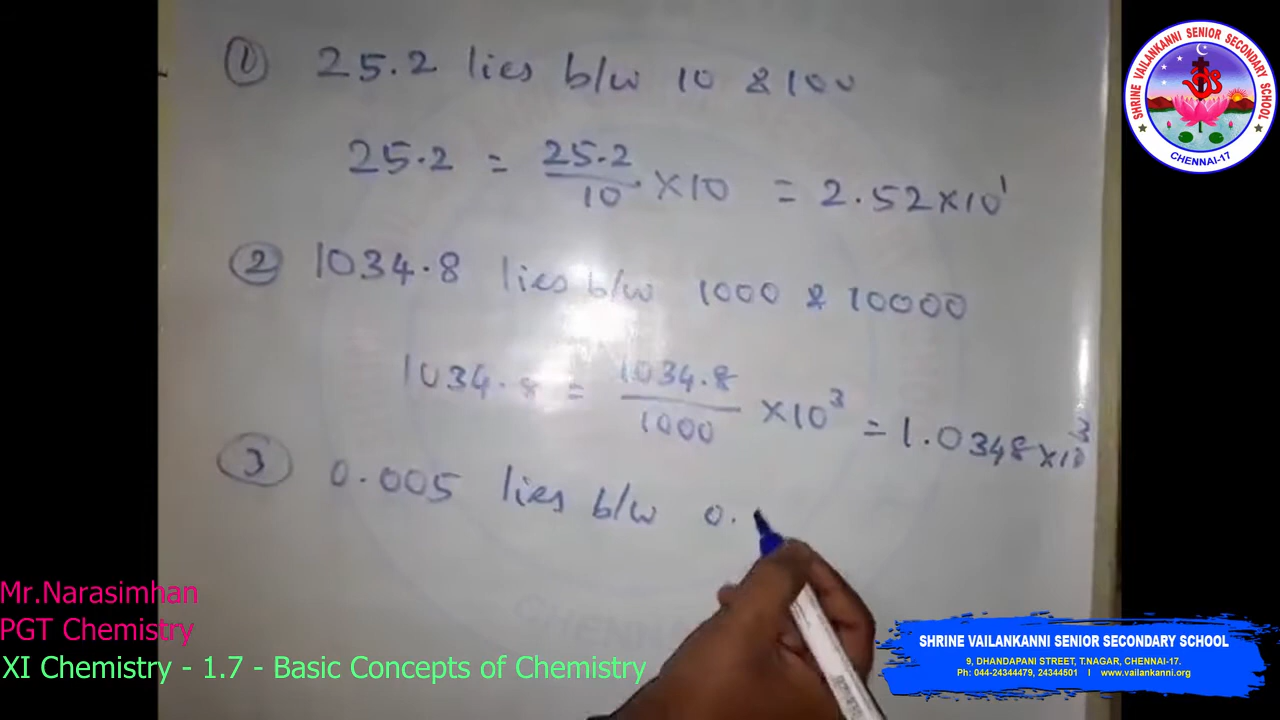 ① 25.2 lies b/w 10 & 100
25.2 = 25.2/10 × 10 = 2.52 × 10¹
② 1034.8 lies b/w 1000 & 10000
1034.8 = 1034.8/1000 × 10³ = 1.0348 × 10³
③ 0.005 lies b/w 0.
SHRINE VAILANKANNI SENIOR SECONDARY SCHOOL
CHENNAI-17
Mr.Narasimhan
PGT Chemistry
XI Chemistry - 1.7 - Basic Concepts of Chemistry
SHRINE VAILANKANNI SENIOR SECONDARY SCHOOL
9, DHANDAPANI STREET, T.NAGAR, CHENNAI-17.
Ph: 044-24344479, 24344501 I www.vailankanni.org